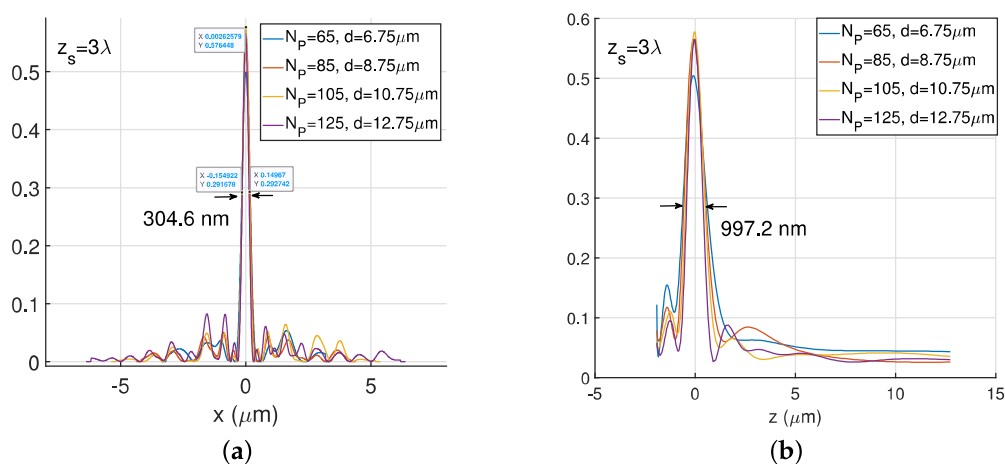 z_s=3λ
X 0.00262579
Y 0.576448
N_P=65, d=6.75μm
N_P=85, d=8.75μm
N_P=105, d=10.75μm
N_P=125, d=12.75μm
X -0.154922
Y 0.291678
X 0.14967
Y 0.292742
304.6 nm
0.5
0.4
0.3
0.2
0.1
0
-5
0
5
x (μm)
(a)
z_s=3λ
N_P=65, d=6.75μm
N_P=85, d=8.75μm
N_P=105, d=10.75μm
N_P=125, d=12.75μm
997.2 nm
0.6
0.5
0.4
0.3
0.2
0.1
0
-5
0
5
10
15
z (μm)
(b)